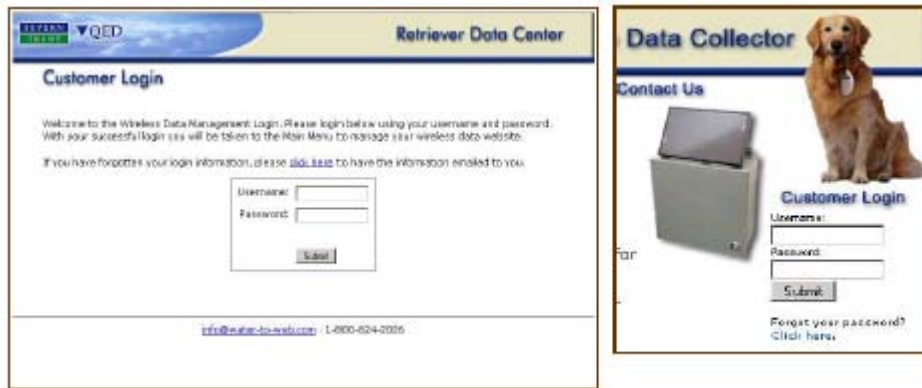 SEVERN
TRENT QED
Retriever Data Center
Customer Login
Welcome to the Wireless Data Management Login. Please login below using your username and password.
With your successful login you will be taken to the Main Menu to manage your wireless data website.
If you have forgotten your login information, please click here to have the information emailed to you.
Username:
Password:
Submit
info@water-to-web.com · 1-800-624-2026
Data Collector
Contact Us
Customer Login
Username:
Password:
for
Submit
Forgot your password?
Click here.